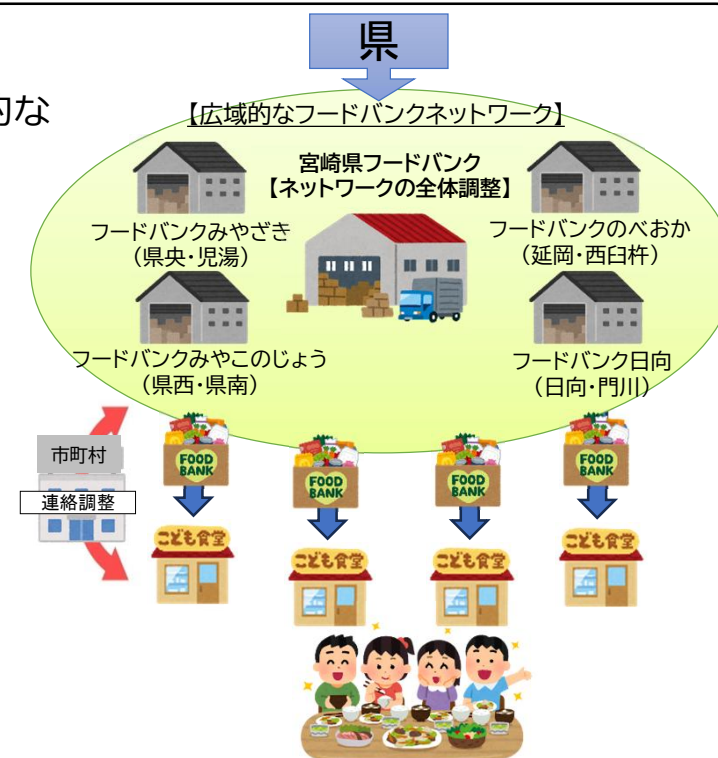 県
的な
【広域的なフードバンクネットワーク】
宮崎県フードバンク
【ネットワークの全体調整】
フードバンクみやざき
（県央・児湯）
フードバンクのべおか
（延岡・西臼杵）
フードバンクみやこのじょう
（県西・県南）
フードバンク日向
（日向・門川）
市町村
連絡調整
FOOD
BANK
FOOD
BANK
FOOD
BANK
FOOD
BANK
こども食堂
こども食堂
こども食堂
こども食堂